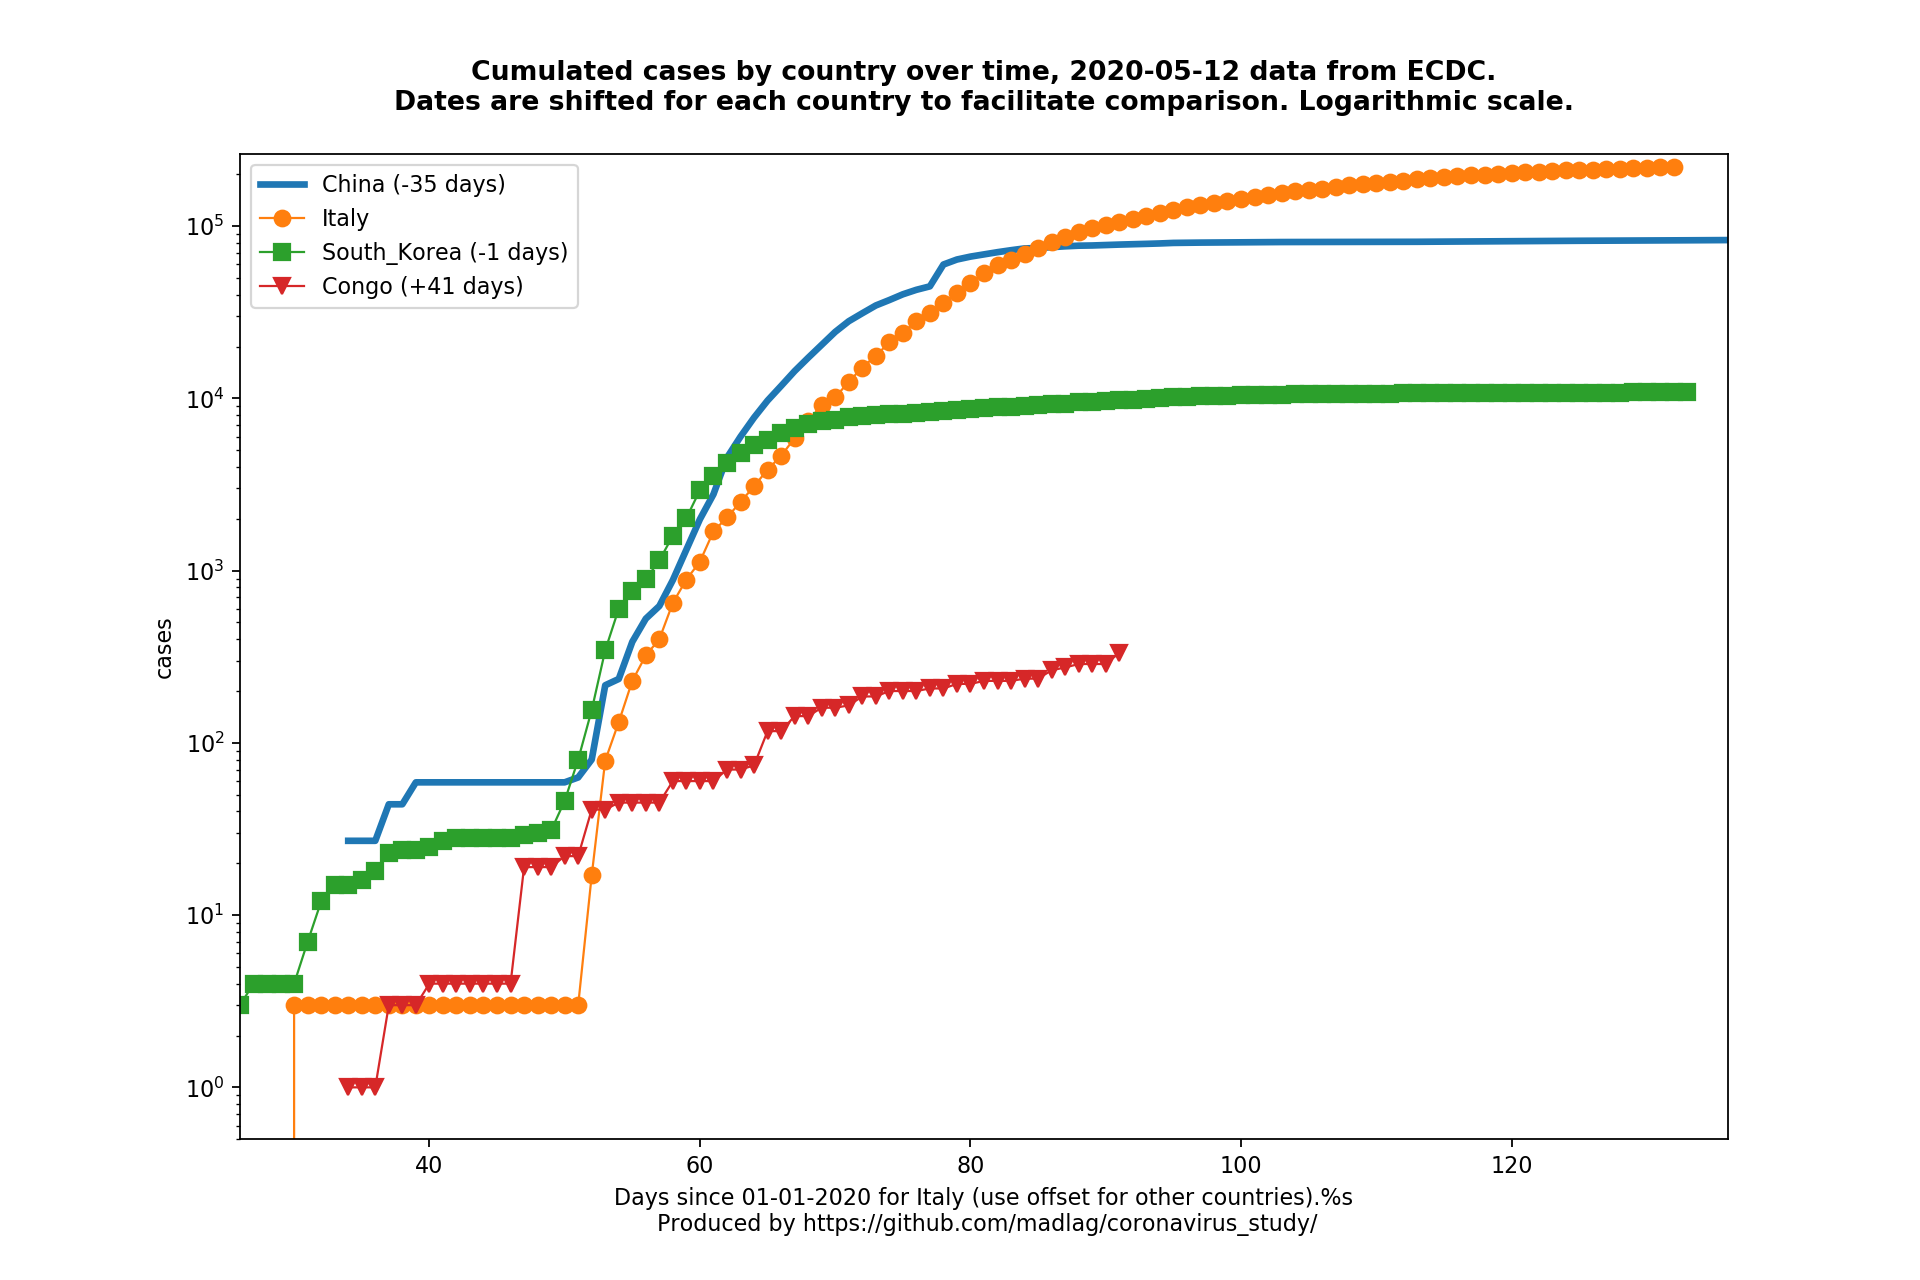 Cumulated cases by country over time, 2020-05-12 data from ECDC.
Dates are shifted for each country to facilitate comparison. Logarithmic scale.
China (-35 days)
Italy
South_Korea (-1 days)
Congo (+41 days)
10⁵
10⁴
10³
10²
10¹
10⁰
cases
40 60 80 100 120
Days since 01-01-2020 for Italy (use offset for other countries).%s
Produced by https://github.com/madlag/coronavirus_study/